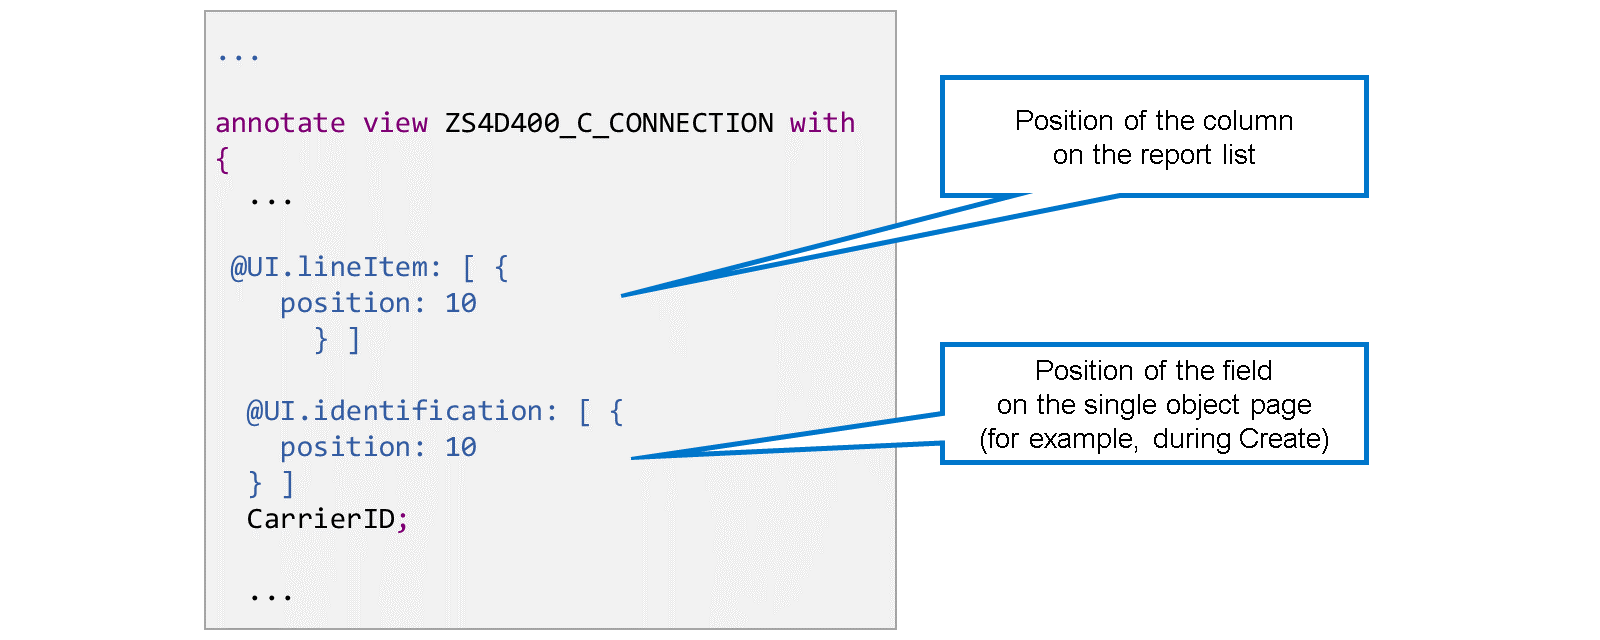 ...
annotate view ZS4D400_C_CONNECTION with
{
...
@UI.lineItem: [ {
position: 10
} ]
@UI.identification: [ {
position: 10
} ]
CarrierID;
...
Position of the column
on the report list
Position of the field
on the single object page
(for example, during Create)